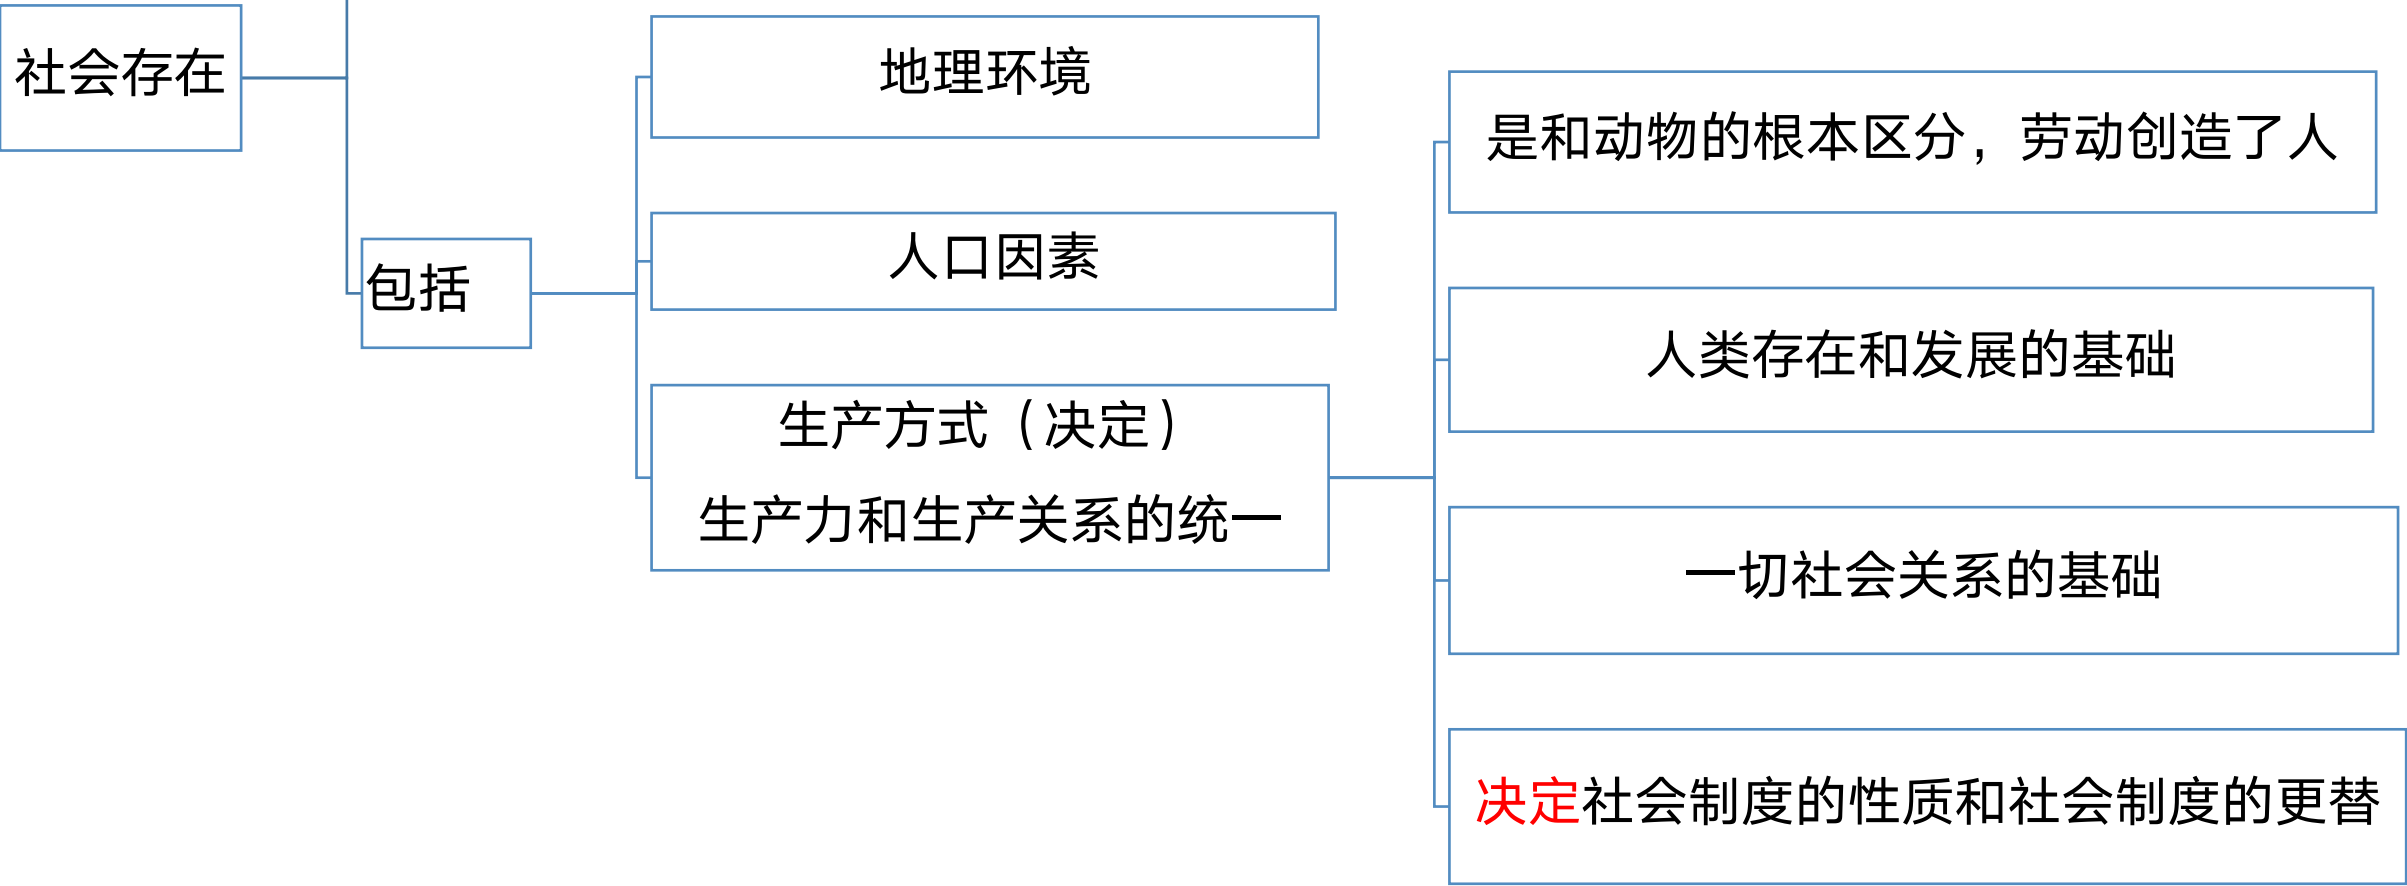 社会存在
包括
地理环境
人口因素
生产方式（决定）
生产力和生产关系的统一
是和动物的根本区分，劳动创造了人
人类存在和发展的基础
一切社会关系的基础
决定社会制度的性质和社会制度的更替